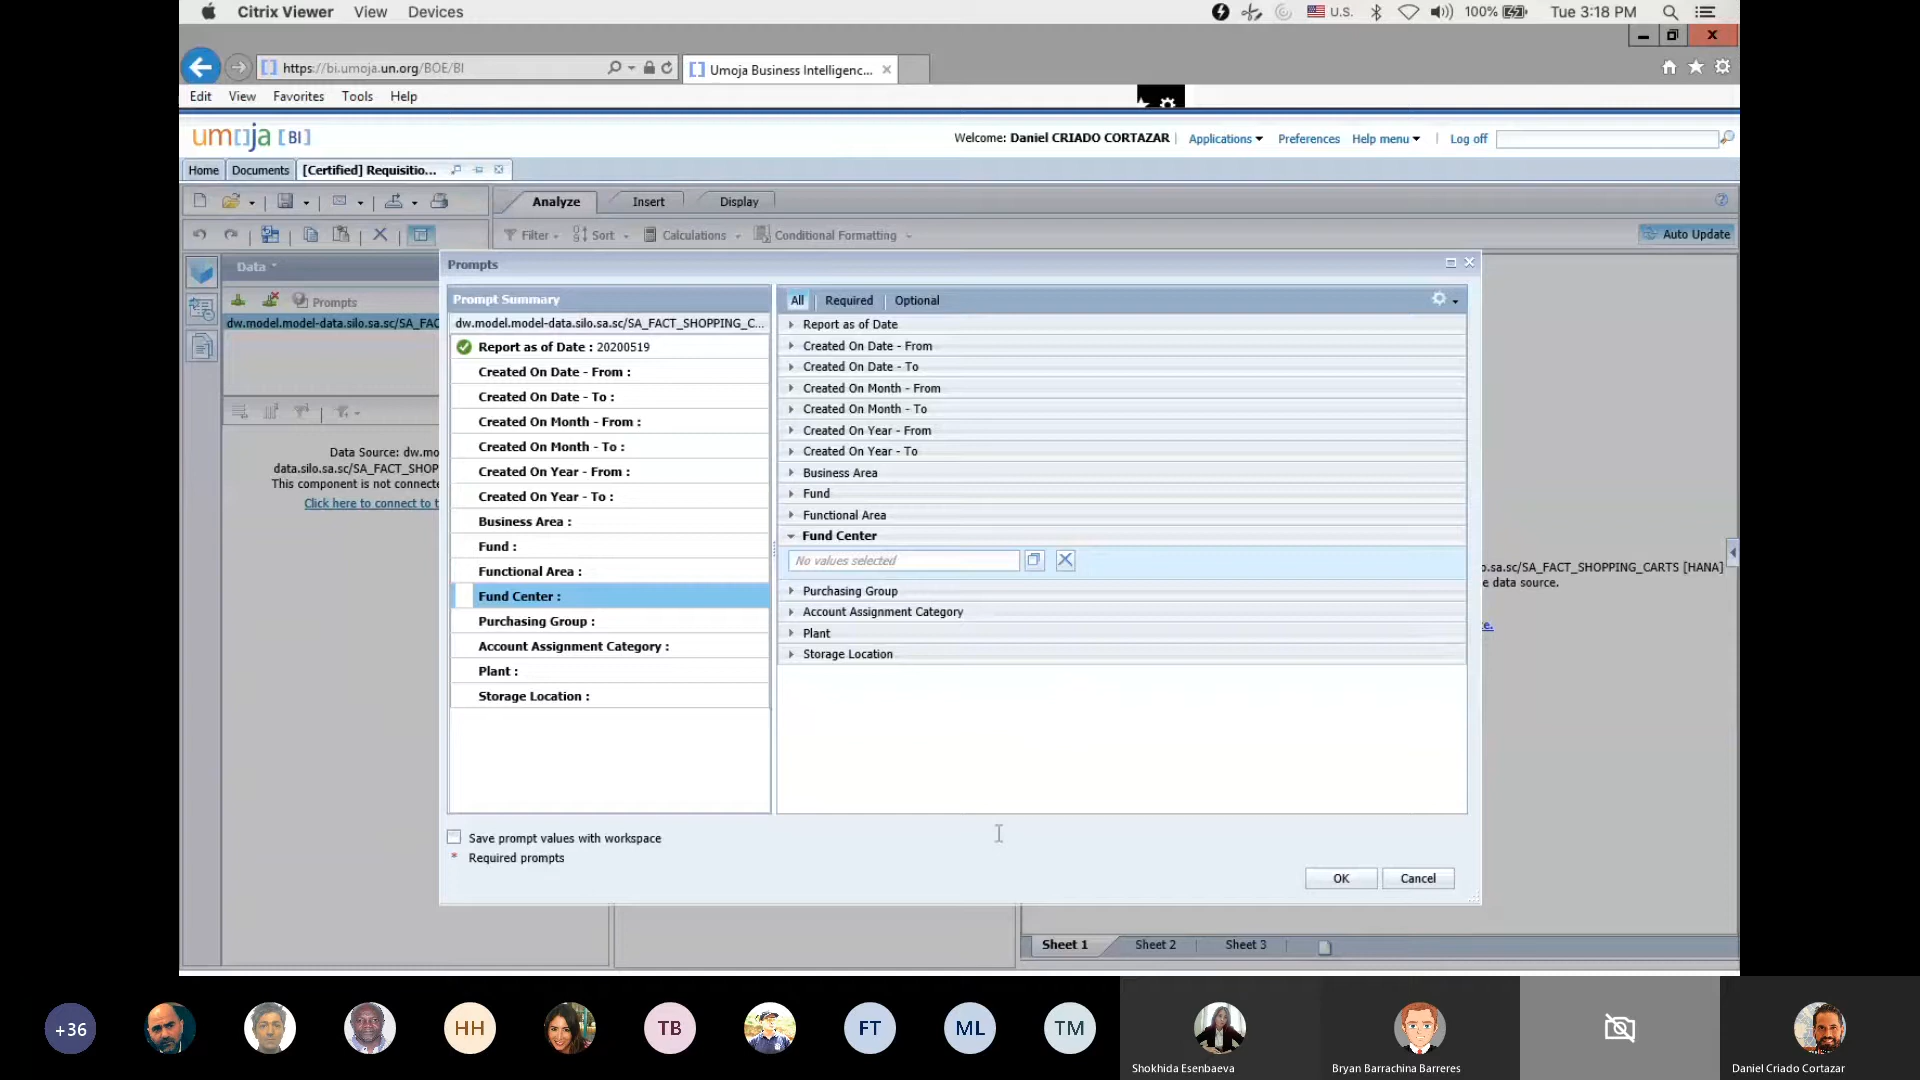 Citrix Viewer View Devices
U.S. 100% Tue 3:18 PM
https://bi.umoja.un.org/BOE/BI
Umoja Business Intelligenc...
Edit View Favorites Tools Help
um[]ja [BI]
Welcome: Daniel CRIADO CORTAZAR Applications Preferences Help menu Log off
Home Documents [Certified] Requisitio...
Analyze Insert Display
Filter Sort Calculations Conditional Formatting Auto Update
Data
Prompts
dw.model.model-data.silo.sa.sc/SA_FAC
Data Source: dw.mo
data.silo.sa.sc/SA_FACT_SHOP
This component is not connecte
Click here to connect to t
Prompts
Prompt Summary
dw.model.model-data.silo.sa.sc/SA_FACT_SHOPPING_C...
Report as of Date : 20200519
Created On Date - From :
Created On Date - To :
Created On Month - From :
Created On Month - To :
Created On Year - From :
Created On Year - To :
Business Area :
Fund :
Functional Area :
Fund Center :
Purchasing Group :
Account Assignment Category :
Plant :
Storage Location :
All Required Optional
Report as of Date
Created On Date - From
Created On Date - To
Created On Month - From
Created On Month - To
Created On Year - From
Created On Year - To
Business Area
Fund
Functional Area
Fund Center
No values selected
Purchasing Group
Account Assignment Category
Plant
Storage Location
Save prompt values with workspace
* Required prompts
OK Cancel
o.sa.sc/SA_FACT_SHOPPING_CARTS [HANA]
e data source.
e.
Sheet 1 Sheet 2 Sheet 3
+36 HH TB FT ML TM
Shokhida Esenbaeva
Bryan Barrachina Barreres
Daniel Criado Cortazar